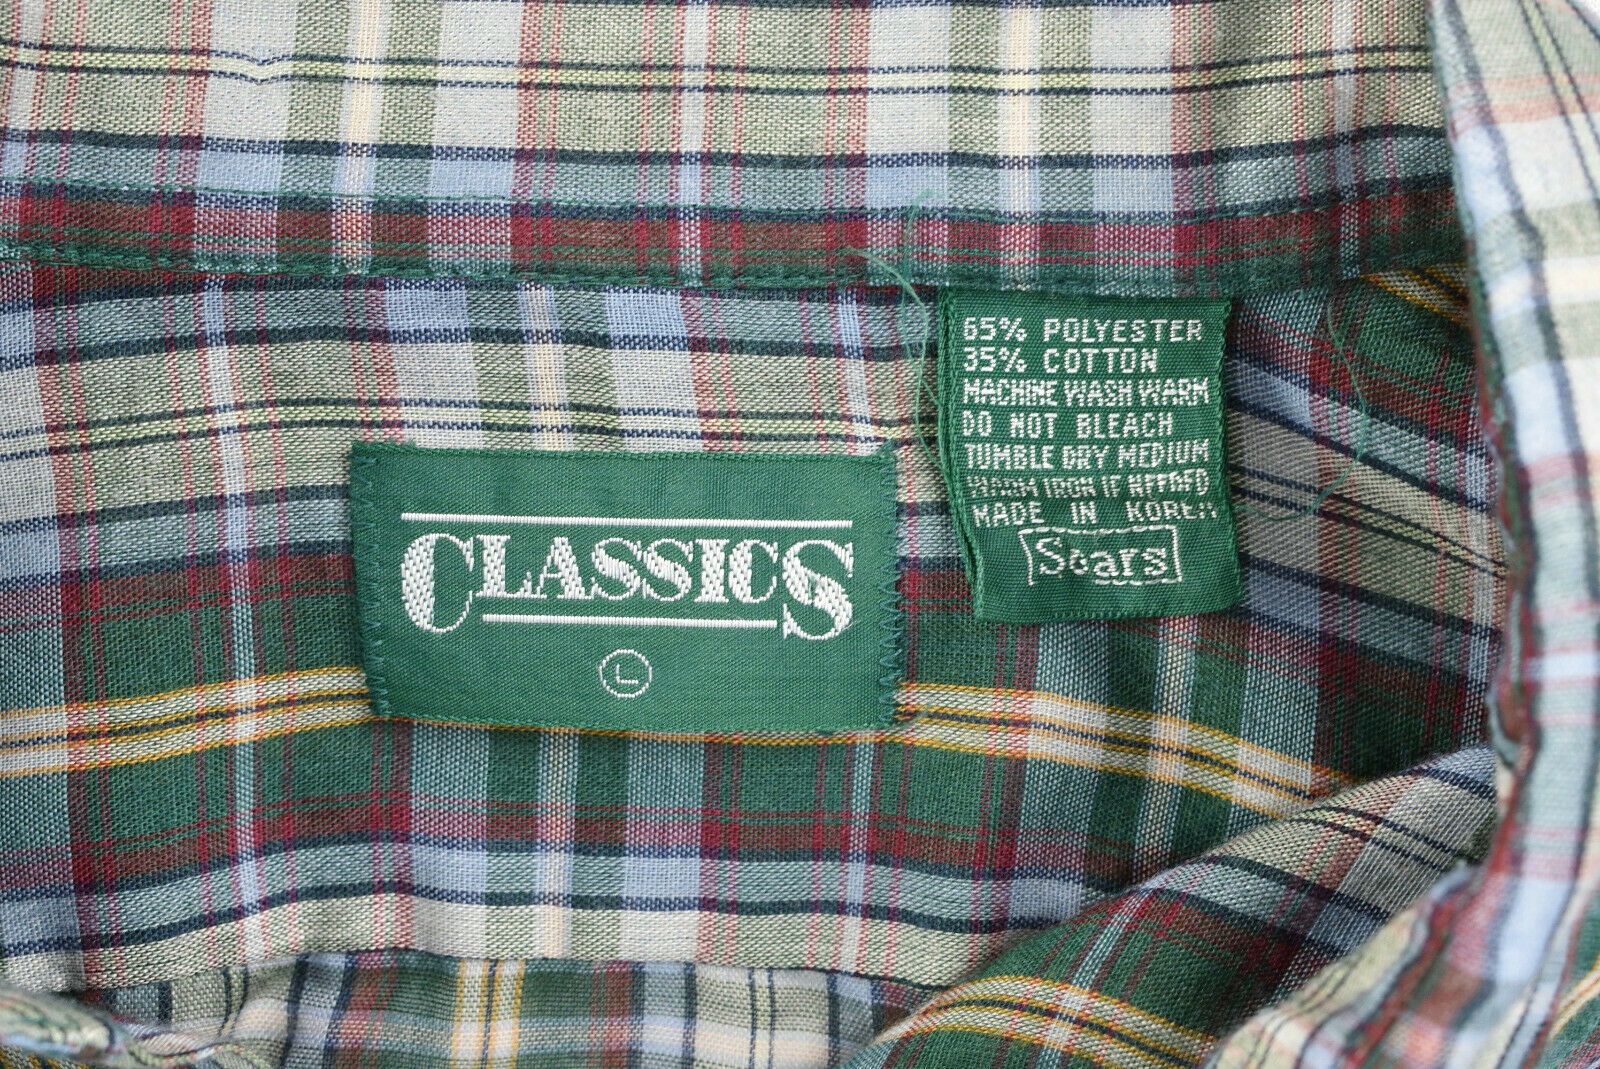 CLASSICS
L
65% POLYESTER
35% COTTON
MACHINE WASH WARM
DO NOT BLEACH
TUMBLE DRY MEDIUM
WARM IRON IF NEEDED
MADE IN KOREA
Sears